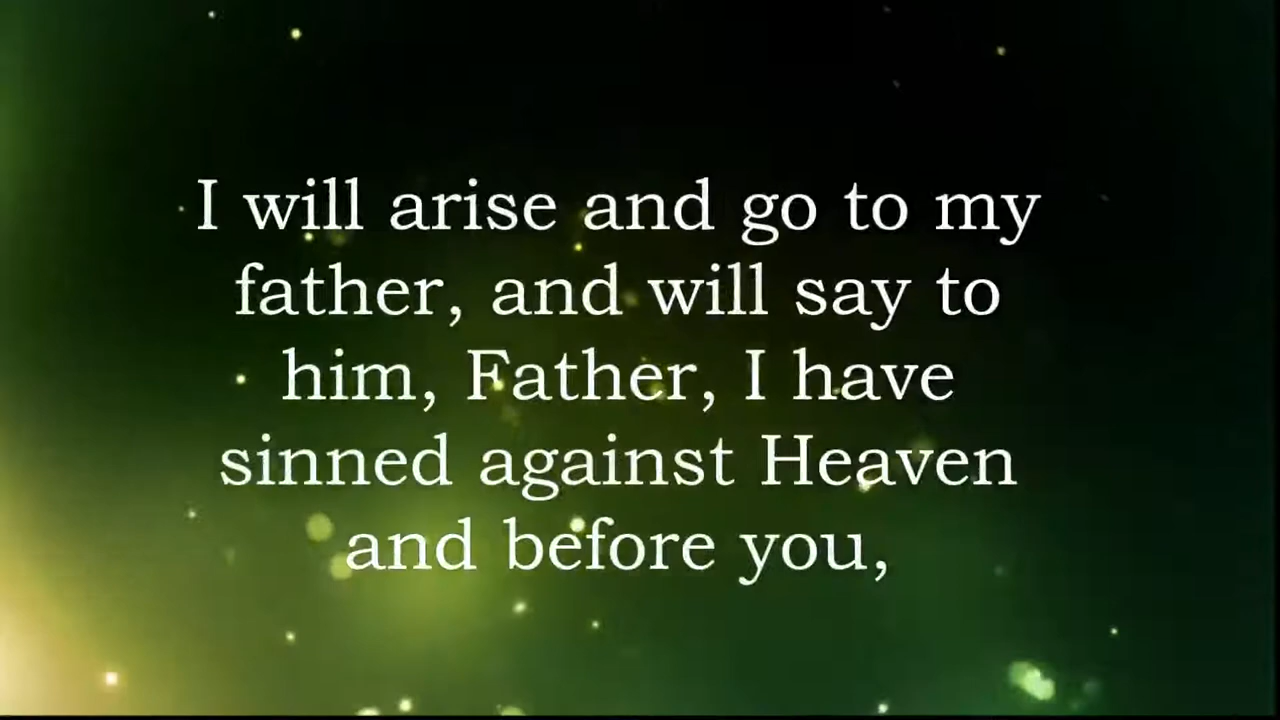 I will arise and go to my
father, and will say to
him, Father, I have
sinned against Heaven
and before you,